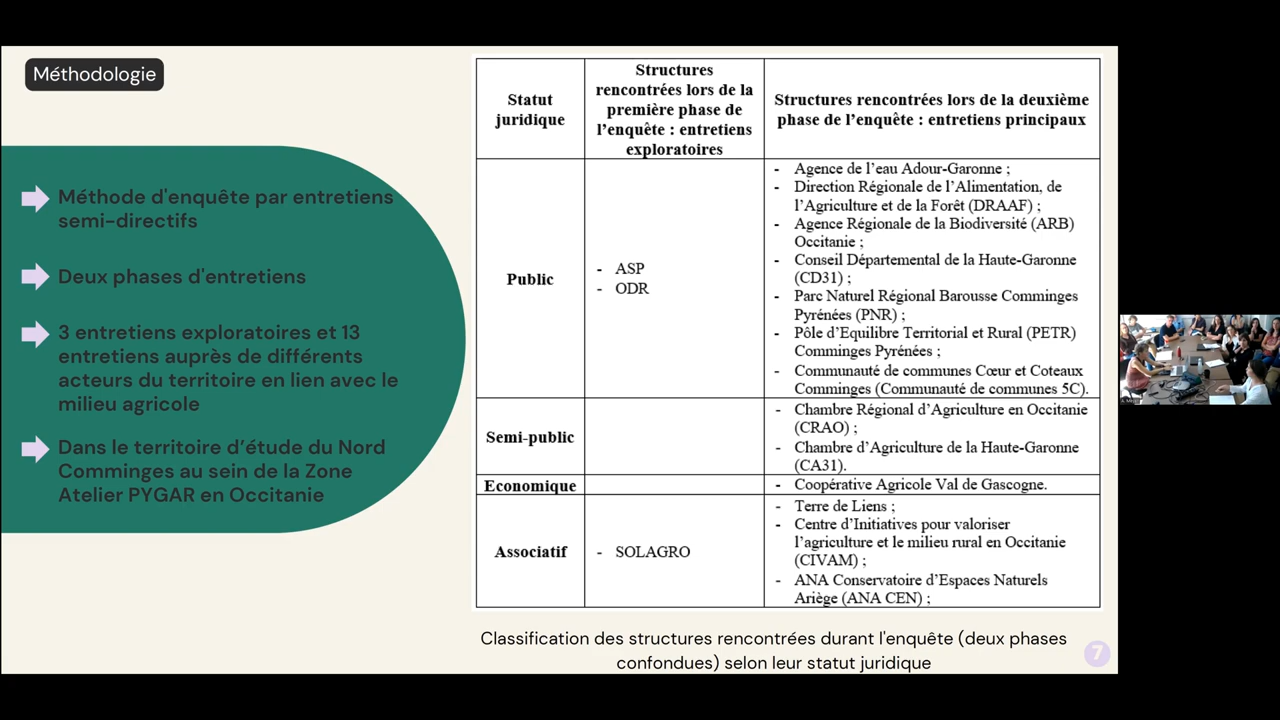 Méthodologie
Méthode d'enquête par entretiens
semi-directifs
Deux phases d'entretiens
3 entretiens exploratoires et 13
entretiens auprès de différents
acteurs du territoire en lien avec le
milieu agricole
Dans le territoire d'étude du Nord
Comminges au sein de la Zone
Atelier PYGAR en Occitanie
Statut
juridique
Structures
rencontrées lors de la
première phase de
l'enquête : entretiens
exploratoires
Structures rencontrées lors de la deuxième
phase de l'enquête : entretiens principaux
Public
- ASP
- ODR
- Agence de l'eau Adour-Garonne ;
- Direction Régionale de l'Alimentation, de
l'Agriculture et de la Forêt (DRAAF) ;
- Agence Régionale de la Biodiversité (ARB)
Occitanie ;
- Conseil Départemental de la Haute-Garonne
(CD31) ;
- Parc Naturel Régional Barousse Comminges
Pyrénées (PNR) ;
- Pôle d'Equilibre Territorial et Rural (PETR)
Comminges Pyrénées ;
- Communauté de communes Cœur et Coteaux
Comminges (Communauté de communes 5C).
Semi-public
- Chambre Régional d'Agriculture en Occitanie
(CRAO) ;
- Chambre d'Agriculture de la Haute-Garonne
(CA31).
Economique
- Coopérative Agricole Val de Gascogne.
Associatif
- SOLAGRO
- Terre de Liens ;
- Centre d'Initiatives pour valoriser
l'agriculture et le milieu rural en Occitanie
(CIVAM) ;
- ANA Conservatoire d'Espaces Naturels
Ariège (ANA CEN) ;
Classification des structures rencontrées durant l'enquête (deux phases
confondues) selon leur statut juridique
7